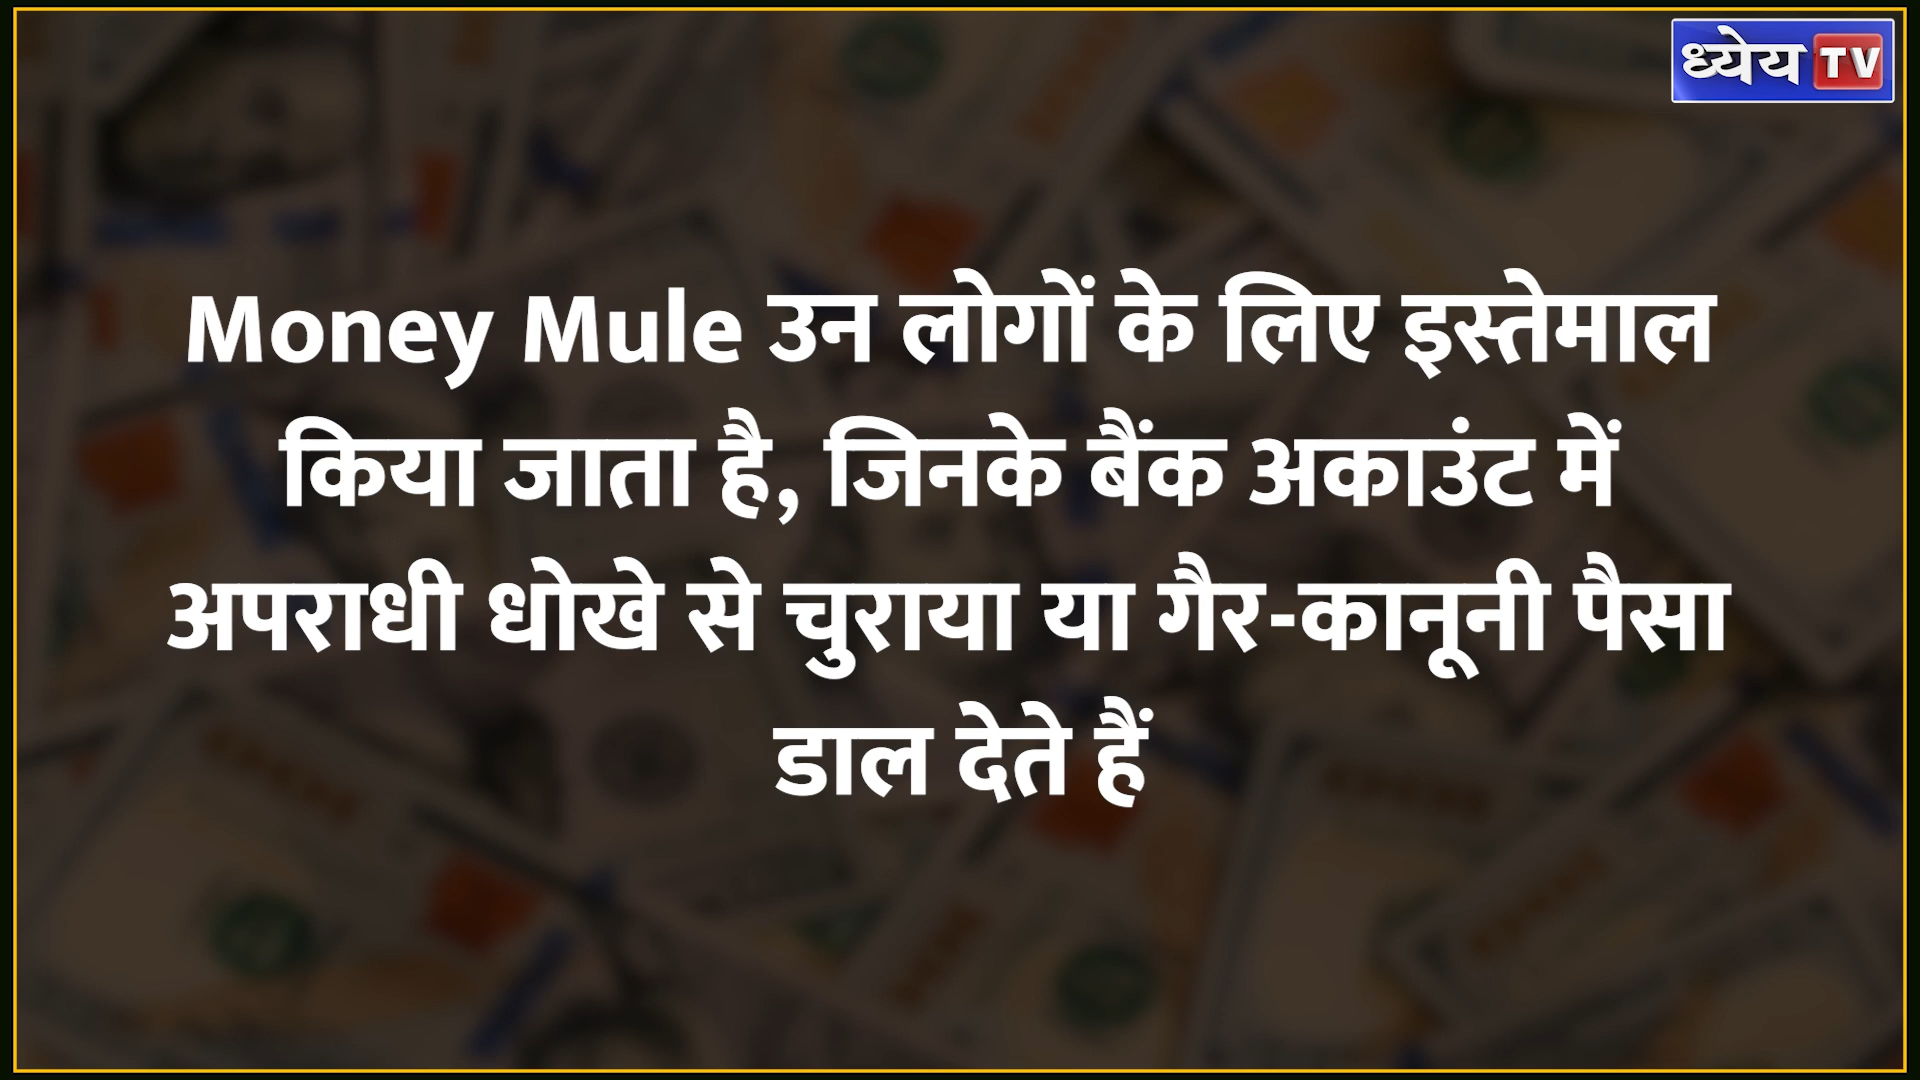 ध्येय TV
Money Mule उन लोगों के लिए इस्तेमाल
किया जाता है, जिनके बैंक अकाउंट में
अपराधी धोखे से चुराया या गैर-कानूनी पैसा
डाल देते हैं